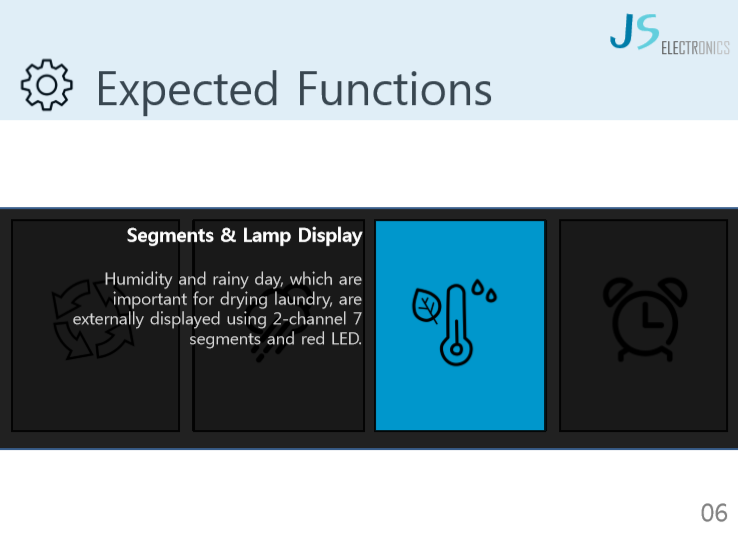 JS ELECTRONICS
Expected Functions
Segments & Lamp Display
Humidity and rainy day, which are
important for drying laundry, are
externally displayed using 2-channel 7
segments and red LED.
06